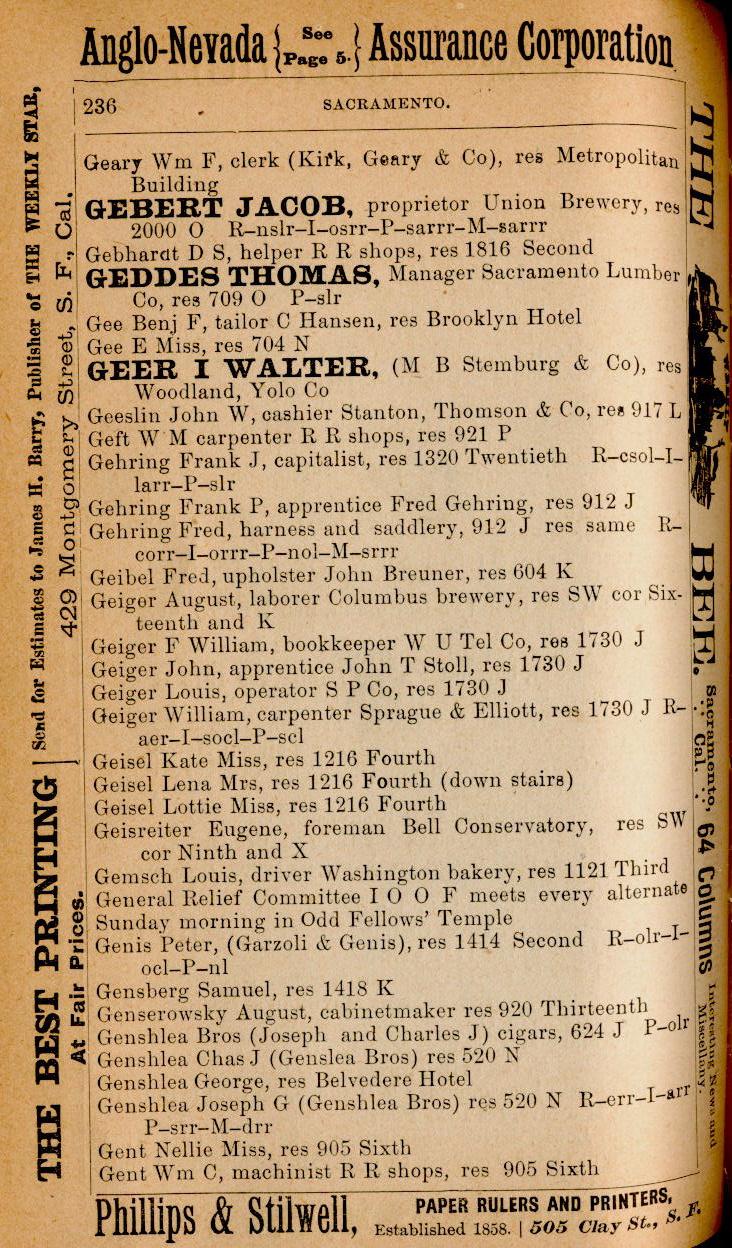 Anglo-Nevada { See Page 5. } Assurance Corporation
236 SACRAMENTO.
Geary Wm F, clerk (Kirk, Geary & Co), res Metropolitan
Building
GEBERT JACOB, proprietor Union Brewery, res
2000 O R–nslr–I–osrr–P–sarrr–M–sarrr
Gebhardt D S, helper R R shops, res 1816 Second
GEDDES THOMAS, Manager Sacramento Lumber
Co, res 709 O P–slr
Gee Benj F, tailor C Hansen, res Brooklyn Hotel
Gee E Miss, res 704 N
GEER I WALTER, (M B Stemburg & Co), res
Woodland, Yolo Co
Geeslin John W, cashier Stanton, Thomson & Co, res 917 L
Geft W M carpenter R R shops, res 921 P
Gehring Frank J, capitalist, res 1320 Twentieth R–csol–I–
larr–P–slr
Gehring Frank P, apprentice Fred Gehring, res 912 J
Gehring Fred, harness and saddlery, 912 J res same R–
corr–I–orrr–P–nol–M–srrr
Geibel Fred, upholster John Breuner, res 604 K
Geiger August, laborer Columbus brewery, res SW cor Six-
teenth and K
Geiger F William, bookkeeper W U Tel Co, res 1730 J
Geiger John, apprentice John T Stoll, res 1730 J
Geiger Louis, operator S P Co, res 1730 J
Geiger William, carpenter Sprague & Elliott, res 1730 J R–
aer–I–socl–P–scl
Geisel Kate Miss, res 1216 Fourth
Geisel Lena Mrs, res 1216 Fourth (down stairs)
Geisel Lottie Miss, res 1216 Fourth
Geisreiter Eugene, foreman Bell Conservatory, res SW
cor Ninth and X
Gemsch Louis, driver Washington bakery, res 1121 Third
General Relief Committee I O O F meets every alternate
Sunday morning in Odd Fellows' Temple
Genis Peter, (Garzoli & Genis), res 1414 Second R–olr–I–
ocl–P–nl
Gensberg Samuel, res 1418 K
Genserowsky August, cabinetmaker res 920 Thirteenth
Genshlea Bros (Joseph and Charles J) cigars, 624 J P–olr
Genshlea Chas J (Genslea Bros) res 520 N
Genshlea George, res Belvedere Hotel
Genshlea Joseph G (Genshlea Bros) res 520 N R–err–I–arr
P–srr–M–drr
Gent Nellie Miss, res 905 Sixth
Gent Wm C, machinist R R shops, res 905 Sixth
Phillips & Stilwell, PAPER RULERS AND PRINTERS,
Established 1858. | 505 Clay St., S. F.
THE BEST PRINTING
At Fair Prices.
Send for Estimates to James H. Barry, Publisher of THE WEEKLY STAR,
429 Montgomery Street, S. F., Cal.
THE BEE.
Sacramento, Cal.
64 Columns
Interesting News and
Miscellany.